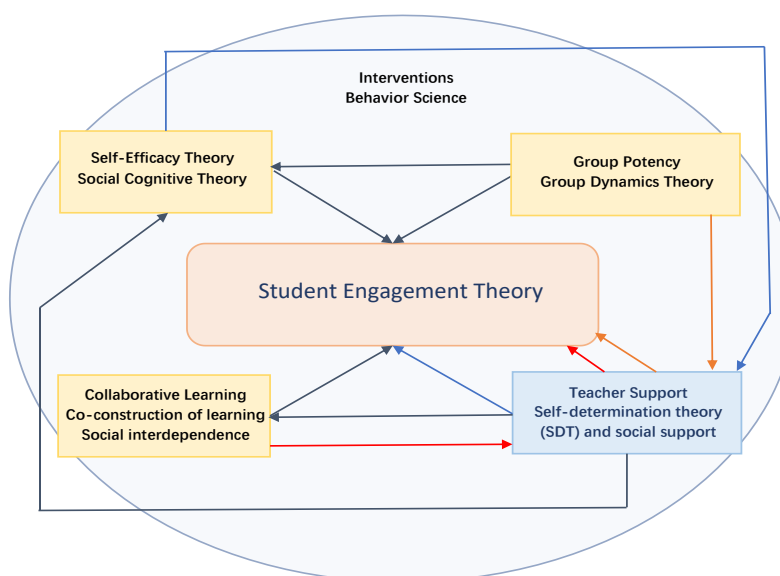 Interventions
Behavior Science
Self-Efficacy Theory
Social Cognitive Theory
Group Potency
Group Dynamics Theory
Student Engagement Theory
Collaborative Learning
Co-construction of learning
Social interdependence
Teacher Support
Self-determination theory
(SDT) and social support